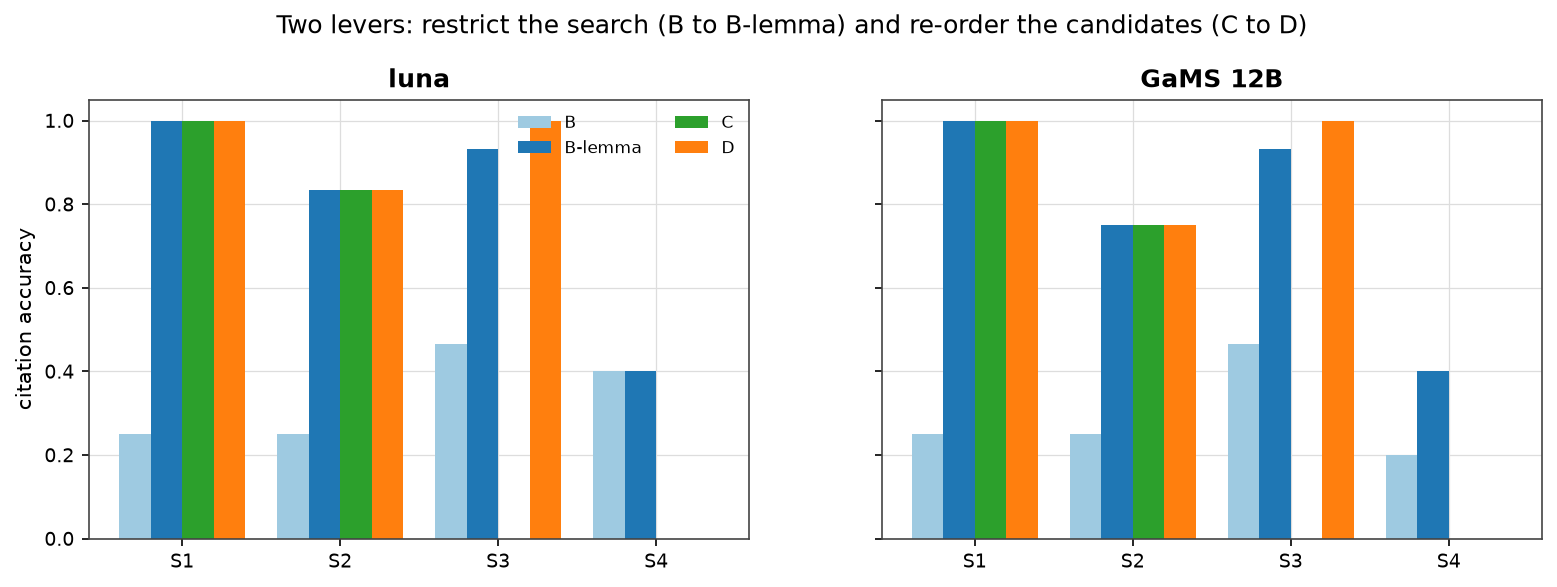 Two levers: restrict the search (B to B-lemma) and re-order the candidates (C to D)
luna
GaMS 12B
B
C
B-lemma
D
citation accuracy
1.0
0.8
0.6
0.4
0.2
0.0
S1 S2 S3 S4
S1 S2 S3 S4